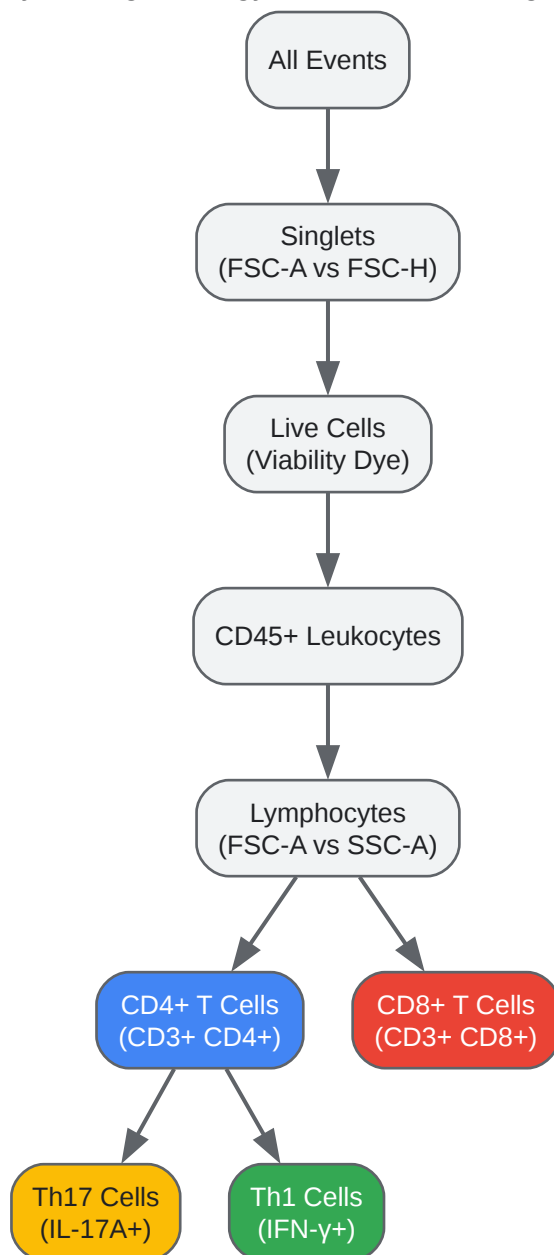 All Events
Singlets
(FSC-A vs FSC-H)
Live Cells
(Viability Dye)
CD45+ Leukocytes
Lymphocytes
(FSC-A vs SSC-A)
CD4+ T Cells
(CD3+ CD4+)
CD8+ T Cells
(CD3+ CD8+)
Th17 Cells
(IL-17A+)
Th1 Cells
(IFN-γ+)